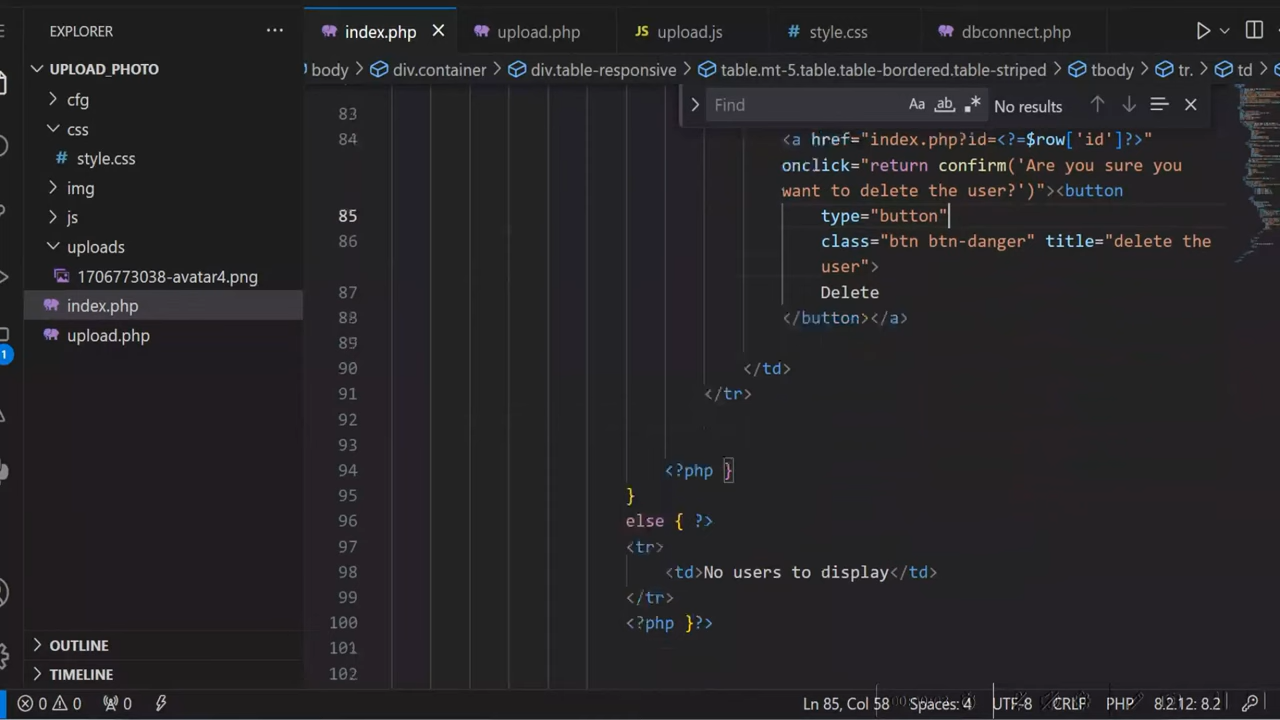 EXPLORER
index.php
upload.php
upload.js
style.css
dbconnect.php
UPLOAD_PHOTO
body > div.container > div.table-responsive > table.mt-5.table.table-bordered.table-striped > tbody > tr. > td >
cfg
css
style.css
img
js
uploads
1706773038-avatar4.png
index.php
upload.php
OUTLINE
TIMELINE
Find
Aa ab .*
No results
83
84 <a href="index.php?id=<?=$row['id']?>"
onclick="return confirm('Are you sure you
want to delete the user?')"><button
85 type="button"
86 class="btn btn-danger" title="delete the
user">
87 Delete
88 </button></a>
89
90 </td>
91 </tr>
92
93
94 <?php }
95 }
96 else { ?>
97 <tr>
98 <td>No users to display</td>
99 </tr>
100 <?php }?>
101
102
1
0 0 0
Ln 85, Col 58 Spaces: 4 UTF-8 CRLF PHP 8.2.12: 8.2